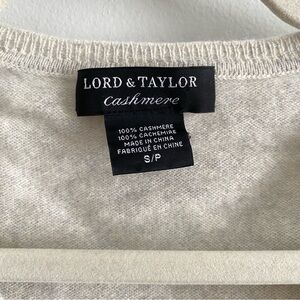 LORD & TAYLOR
Cashmere
100% CASHMERE
100% CACHEMIRE
MADE IN CHINA
FABRIQUÉ EN CHINE
S/P